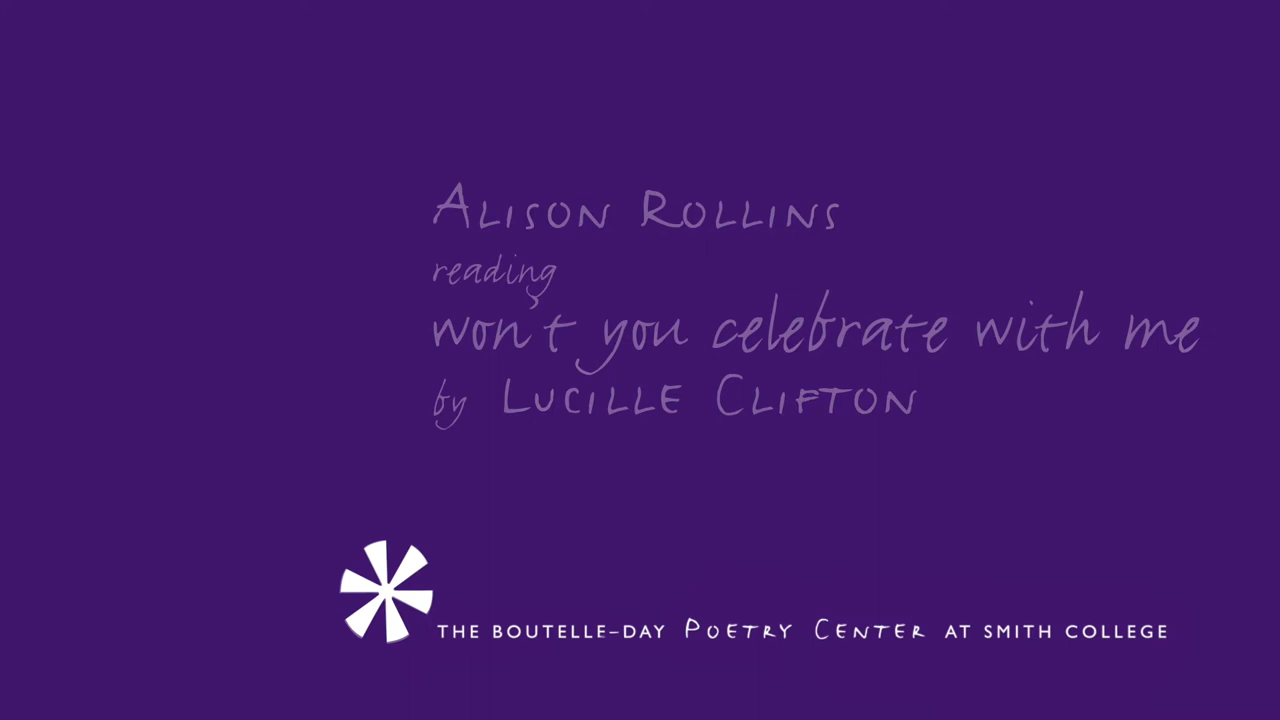 ALISON ROLLINS
reading
won't you celebrate with me
by LUCILLE CLIFTON
THE BOUTELLE-DAY POETRY CENTER AT SMITH COLLEGE